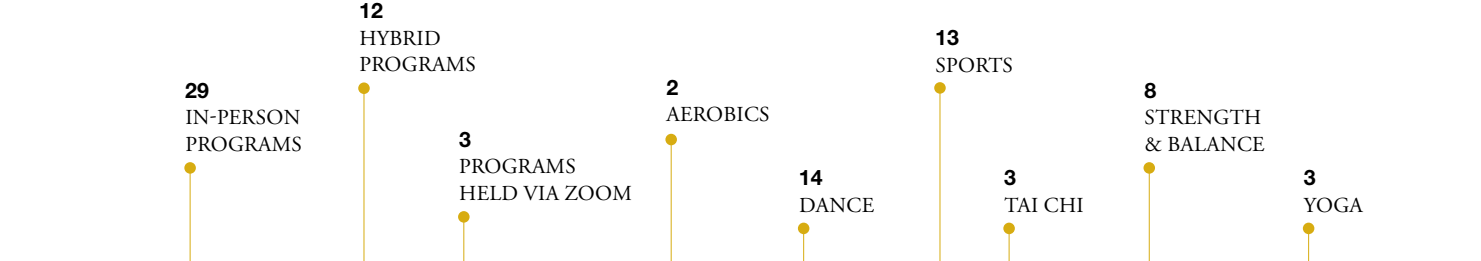 29
IN-PERSON
PROGRAMS
12
HYBRID
PROGRAMS
3
PROGRAMS
HELD VIA ZOOM
2
AEROBICS
14
DANCE
13
SPORTS
3
TAI CHI
8
STRENGTH
& BALANCE
3
YOGA